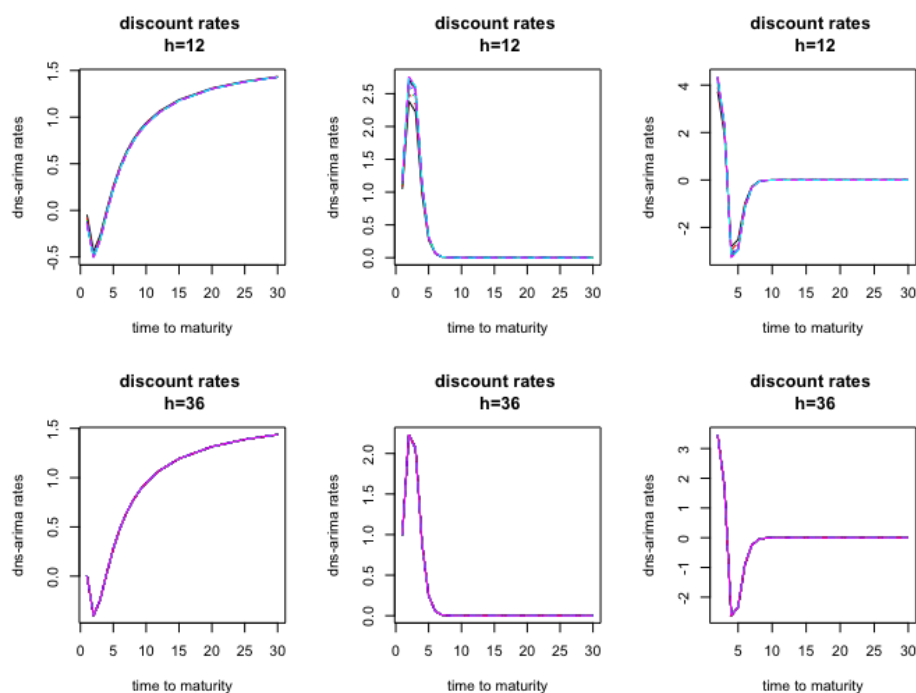 discount rates
h=12
dns-arima rates
1.5
1.0
0.5
0.0
-0.5
0 5 10 15 20 25 30
time to maturity
discount rates
h=12
dns-arima rates
2.5
2.0
1.5
1.0
0.5
0.0
0 5 10 15 20 25 30
time to maturity
discount rates
h=12
dns-arima rates
4
2
0
-2
5 10 15 20 25 30
time to maturity
discount rates
h=36
dns-arima rates
1.5
1.0
0.5
0.0
0 5 10 15 20 25 30
time to maturity
discount rates
h=36
dns-arima rates
2.0
1.5
1.0
0.5
0.0
0 5 10 15 20 25 30
time to maturity
discount rates
h=36
dns-arima rates
3
2
1
0
-1
-2
5 10 15 20 25 30
time to maturity